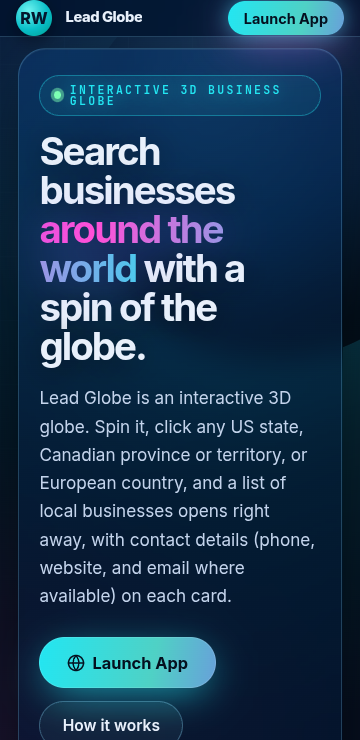 RW Lead Globe Launch App
INTERACTIVE 3D BUSINESS
GLOBE
Search
businesses
around the
world with a
spin of the
globe.
Lead Globe is an interactive 3D
globe. Spin it, click any US state,
Canadian province or territory, or
European country, and a list of
local businesses opens right
away, with contact details (phone,
website, and email where
available) on each card.
Launch App
How it works